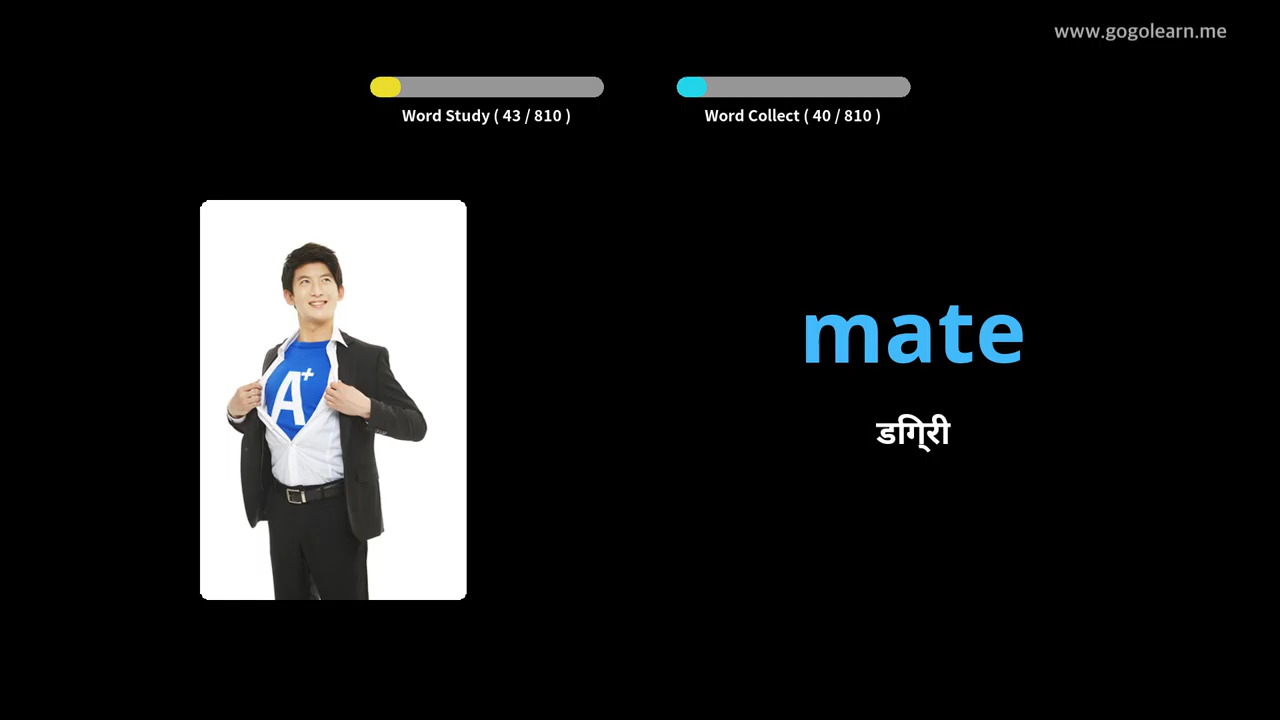 www.gogolearn.me
Word Study ( 43 / 810 )
Word Collect ( 40 / 810 )
A+
mate
डिग्री